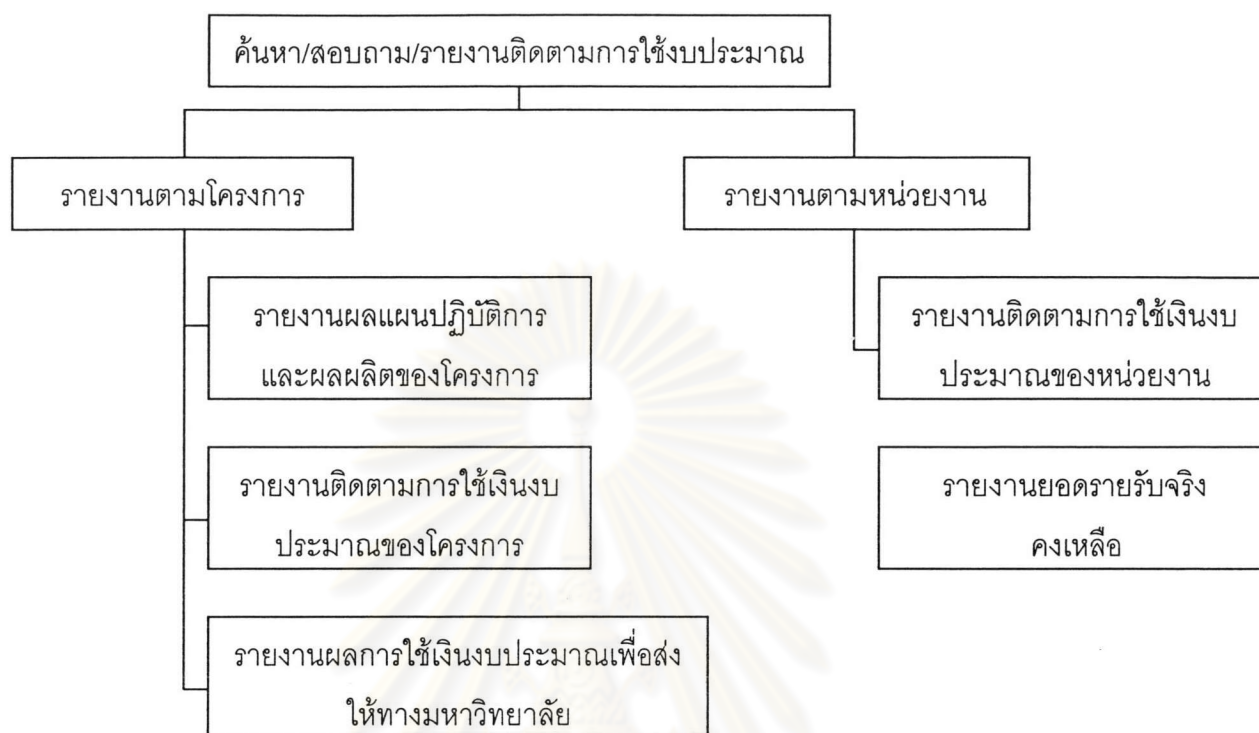 ค้นหา/สอบถาม/รายงานติดตามการใช้งบประมาณ
รายงานตามโครงการ
รายงานตามหน่วยงาน
รายงานผลแผนปฏิบัติการ
และผลผลิตของโครงการ
รายงานติดตามการใช้เงินงบ
ประมาณของหน่วยงาน
รายงานติดตามการใช้เงินงบ
ประมาณของโครงการ
รายงานยอดรายรับจริง
คงเหลือ
รายงานผลการใช้เงินงบประมาณเพื่อส่ง
ให้ทางมหาวิทยาลัย